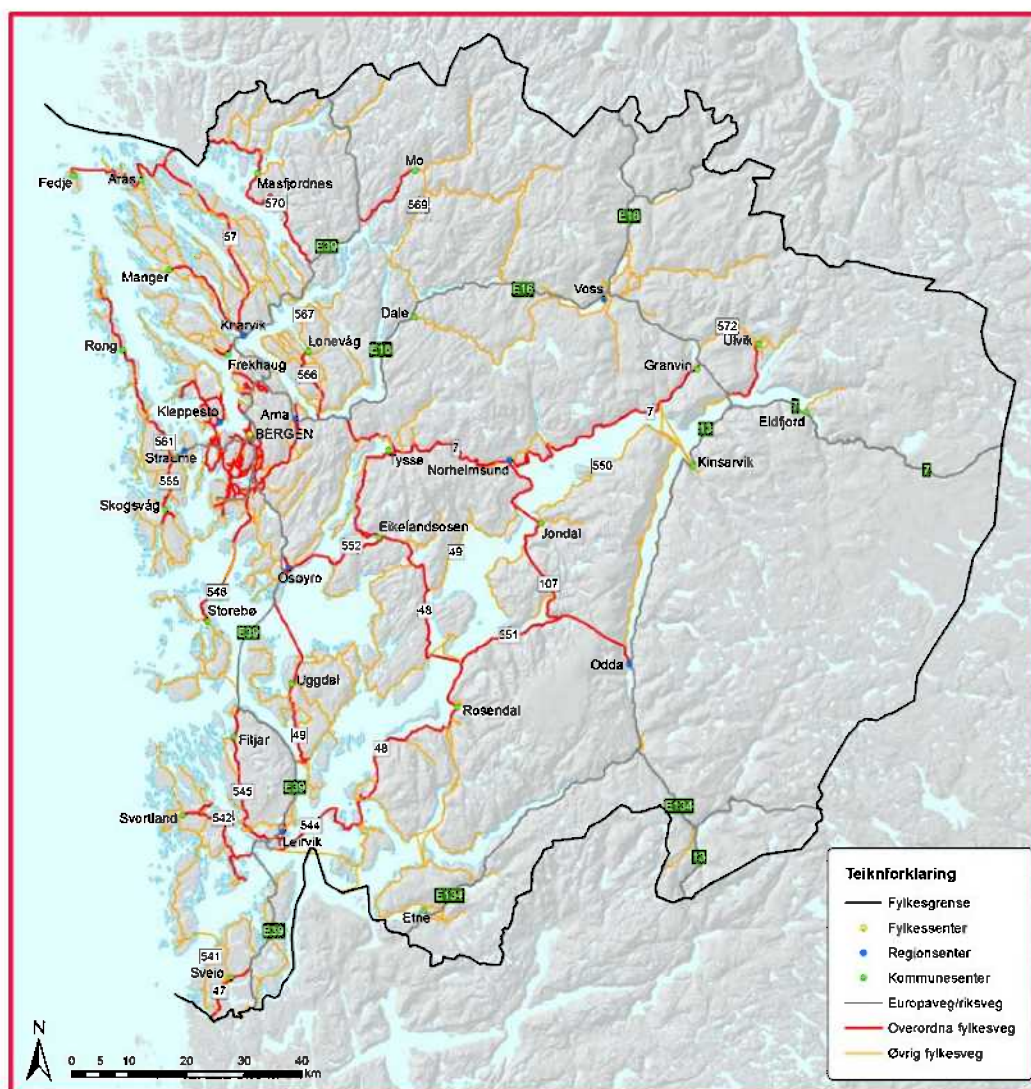 Mo
Fedje
Årås
Masfjordnes
570
569
57
E16
E39
Manger
E16
Voss
567
Dale
Knarvik
Lonevåg
572
Ulvik
E16
Rong
Frekhaug
566
Granvin
Kleppestø
Arna
7
7
Eidfjord
BERGEN
13
561
Straume
7
Tysse
Norheimsund
550
Kinsarvik
7
555
Skogsvåg
Eikelandsosen
Jondal
552
49
Osøyro
107
546
Storebø
48
E39
551
Odda
Uggdal
Rosendal
49
Fitjar
48
E39
545
E134
Svortland
542
544
Leirvik
13
E134
Etne
E39
541
Sveio
47
Teiknforklaring
Fylkesgrense
Fylkessenter
Regionsenter
Kommunesenter
Europaveg/riksveg
Overordna fylkesveg
Øvrig fylkesveg
N
0 5 10 20 30 40
km